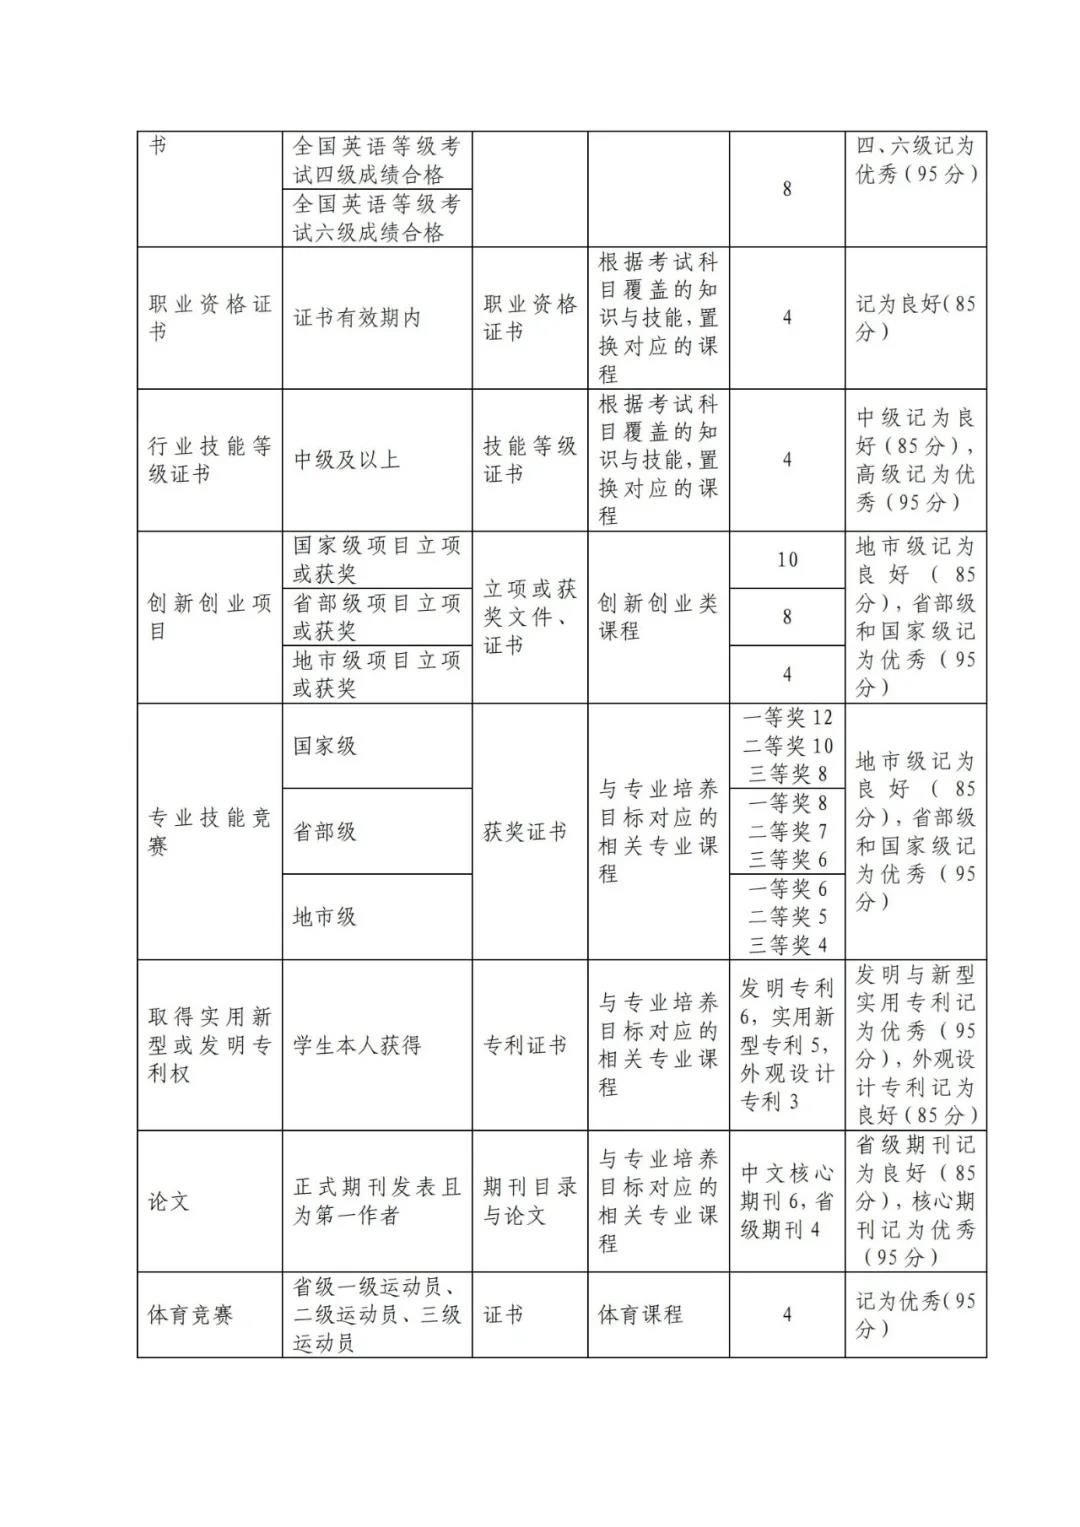 书
全国英语等级考
试四级成绩合格
全国英语等级考
试六级成绩合格
8
四、六级记为
优秀（95分）
职业资格证
书
证书有效期内
职业资格
证书
根据考试科
目覆盖的知
识与技能，置
换对应的课
程
4
记为良好（85
分）
行业技能等
级证书
中级及以上
技能等级
证书
根据考试科
目覆盖的知
识与技能，置
换对应的课
程
4
中级记为良
好（85分），
高级记为优
秀（95分）
创新创业项
目
国家级项目立项
或获奖
省部级项目立项
或获奖
地市级项目立项
或获奖
立项或获
奖文件、
证书
创新创业类
课程
10
8
4
地市级记为
良好（85
分），省部级
和国家级记
为优秀（95
分）
专业技能竞
赛
国家级
省部级
地市级
获奖证书
与专业培养
目标对应的
相关专业课
程
一等奖12
二等奖10
三等奖8
一等奖8
二等奖7
三等奖6
一等奖6
二等奖5
三等奖4
地市级记为
良好（85
分），省部级
和国家级记
为优秀（95
分）
取得实用新
型或发明专
利权
学生本人获得
专利证书
与专业培养
目标对应的
相关专业课
程
发明专利
6，实用新
型专利5，
外观设计
专利3
发明与新型
实用专利记
为优秀（95
分），外观设
计专利记为
良好（85分）
论文
正式期刊发表且
为第一作者
期刊目录
与论文
与专业培养
目标对应的
相关专业课
程
中文核心
期刊6，省
级期刊4
省级期刊记
为良好（85
分），核心期
刊记为优秀
（95分）
体育竞赛
省级一级运动员、
二级运动员、三级
运动员
证书
体育课程
4
记为优秀（95
分）